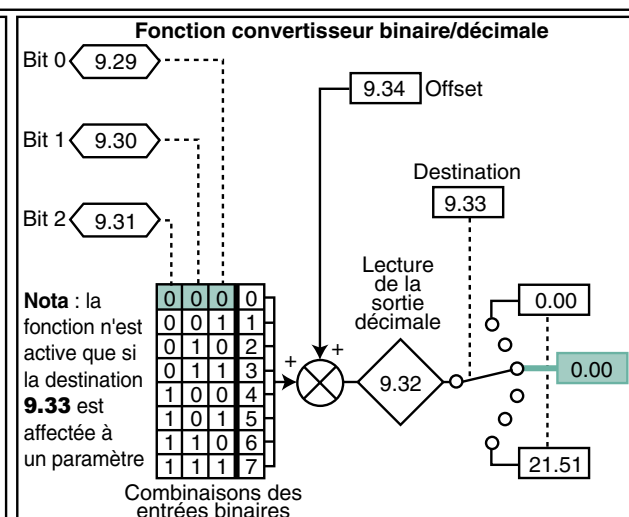 Fonction convertisseur binaire/décimale
Bit 0 9.29
9.34 Offset
Bit 1 9.30
Destination
9.33
Bit 2 9.31
Lecture
de la
sortie
décimale
Nota : la
fonction n'est
active que si
la destination
9.33 est
affectée à
un paramètre
0 0 0 0
0 0 1 1
0 1 0 2
0 1 1 3
1 0 0 4
1 0 1 5
1 1 0 6
1 1 1 7
+ +
9.32
0.00
0.00
21.51
Combinaisons des
entrées binaires